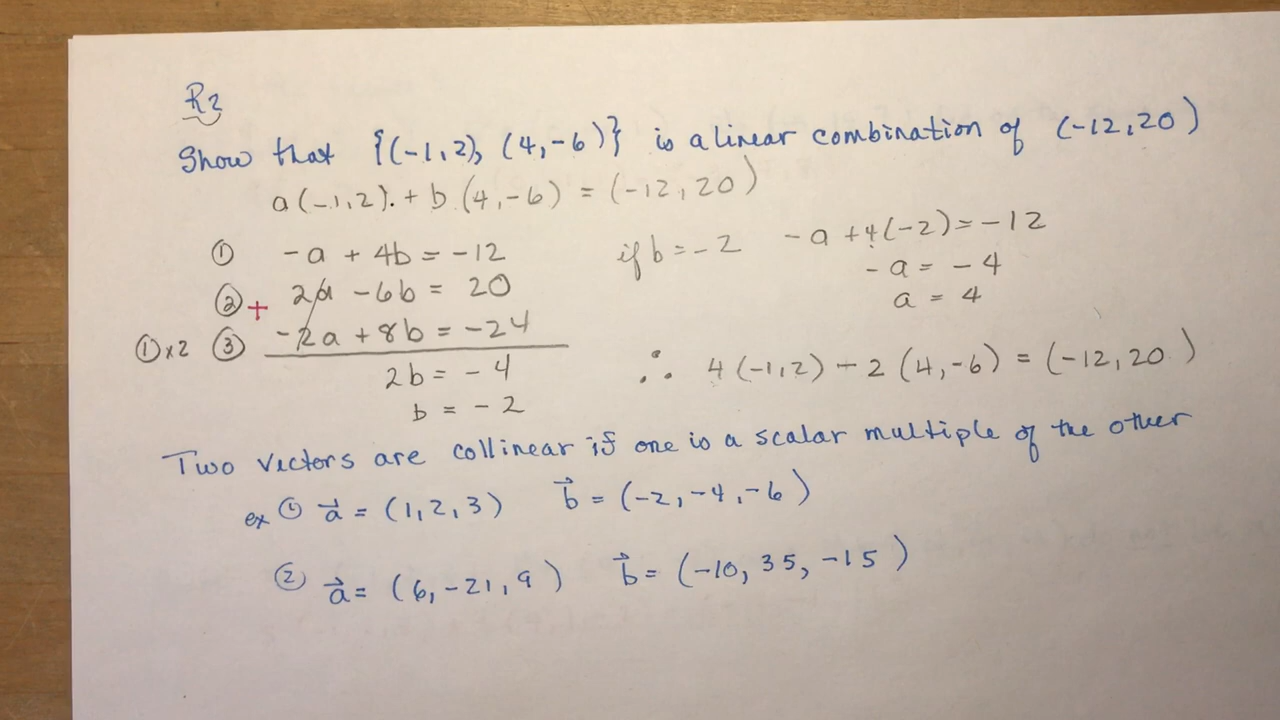 R2
Show that {(-1,2), (4,-6)} is a linear combination of (-12,20)
a(-1,2). + b(4,-6) = (-12,20)
① -a + 4b = -12
② + 2a - 6b = 20
①x2 ③ -2a + 8b = -24
2b = -4
b = -2
if b = -2 -a + 4(-2) = -12
-a = -4
a = 4
∴ 4(-1,2) - 2(4,-6) = (-12,20)
Two vectors are collinear if one is a scalar multiple of the other
ex ① a⃗ = (1,2,3) b⃗ = (-2,-4,-6)
② a⃗ = (6,-21,9) b⃗ = (-10,35,-15)